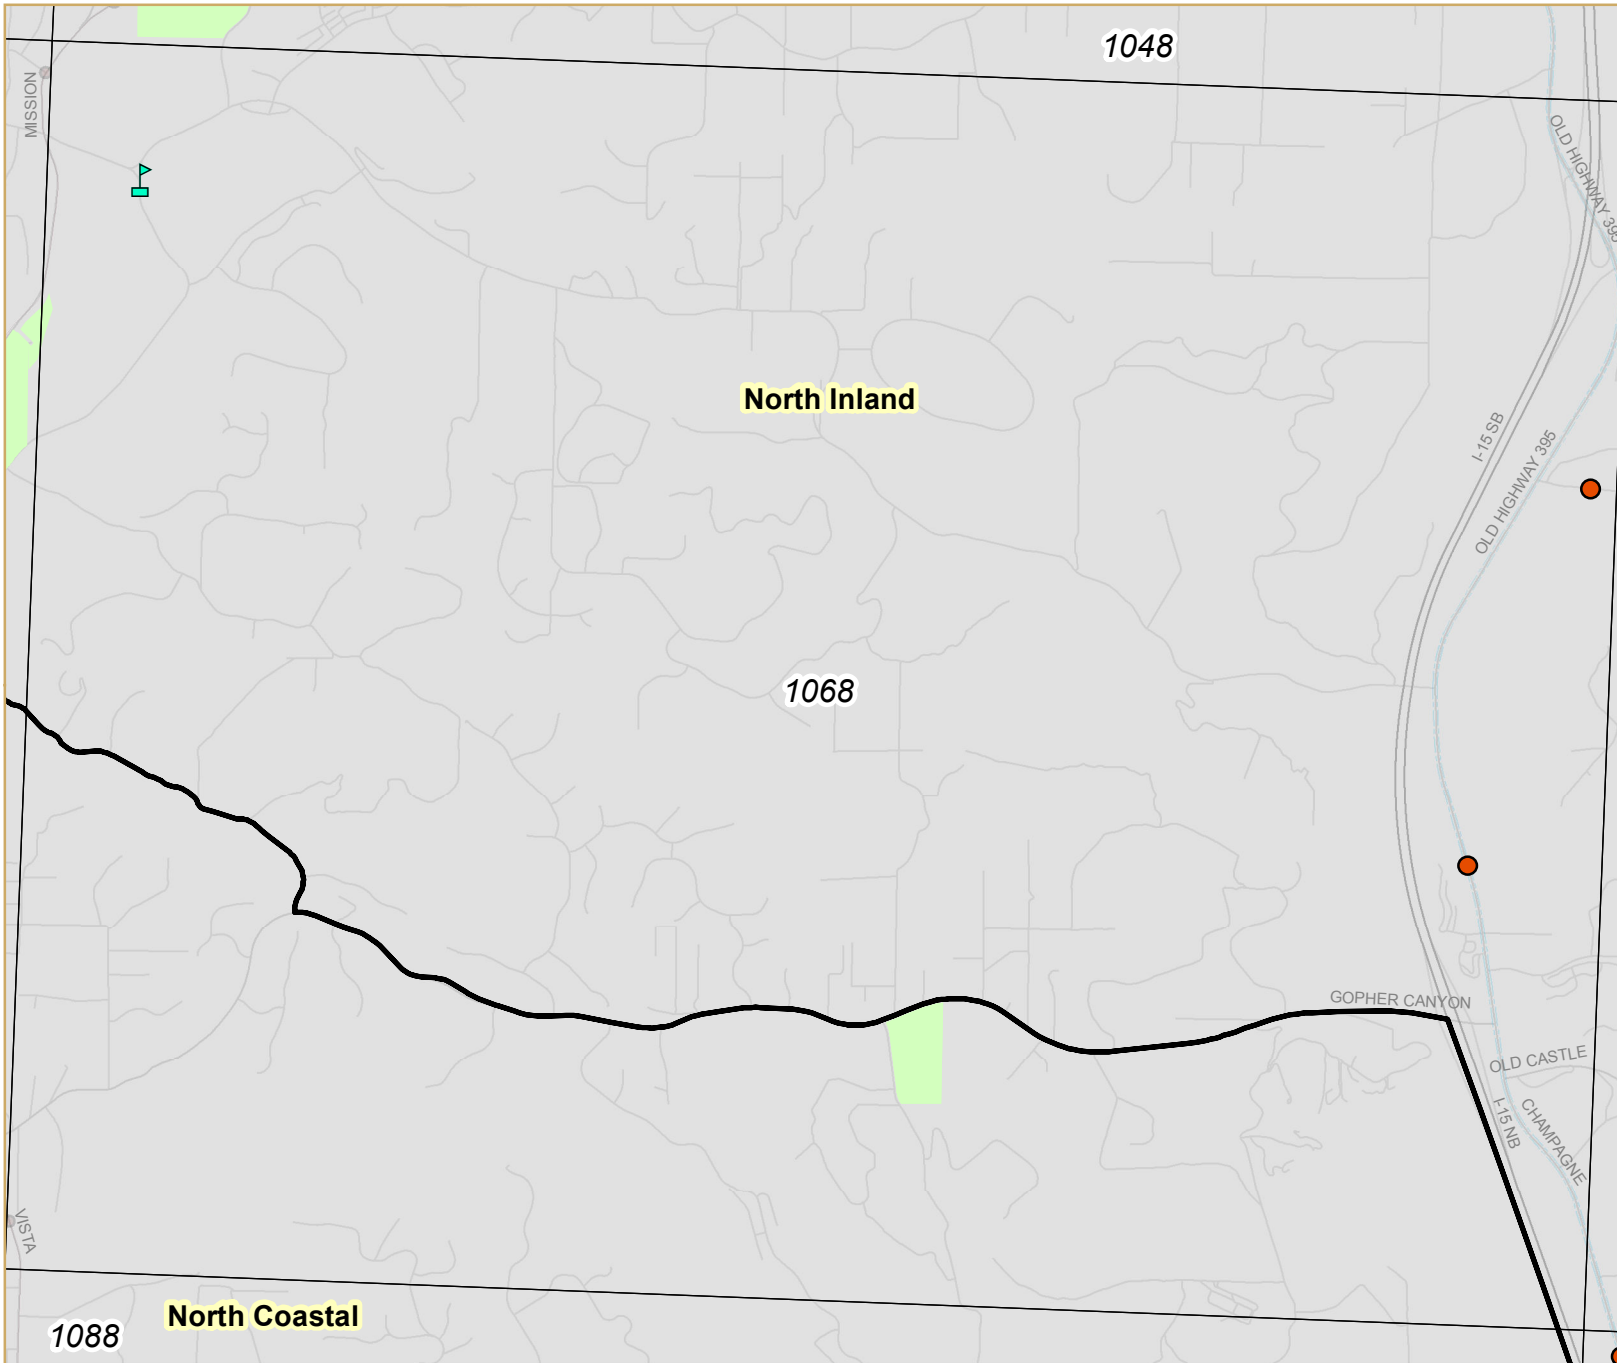 1048
MISSION
OLD HIGHWAY 395
North Inland
I-15 SB
OLD HIGHWAY 395
1068
GOPHER CANYON
OLD CASTLE
I-15 NB
CHAMPAGNE
VISTA
North Coastal
1088